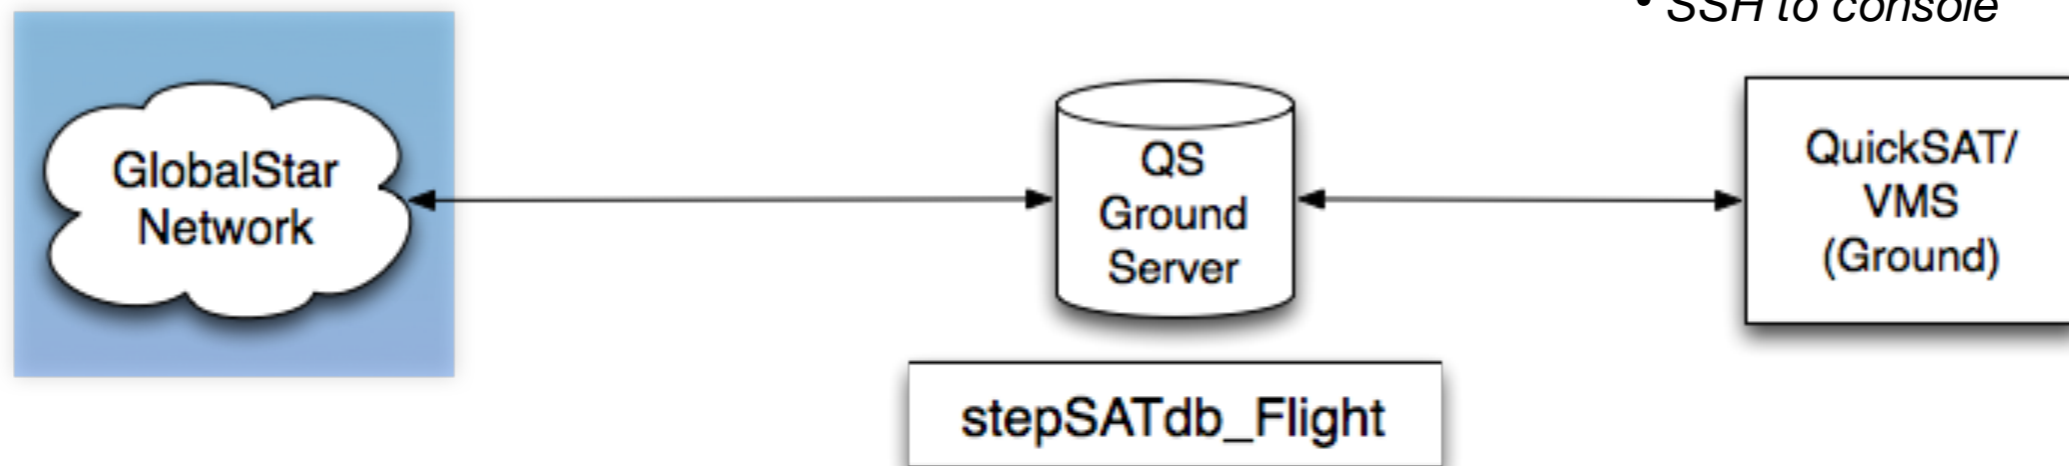 • SSH to console
GlobalStar
Network
QS
Ground
Server
QuickSAT/
VMS
(Ground)
stepSATdb_Flight